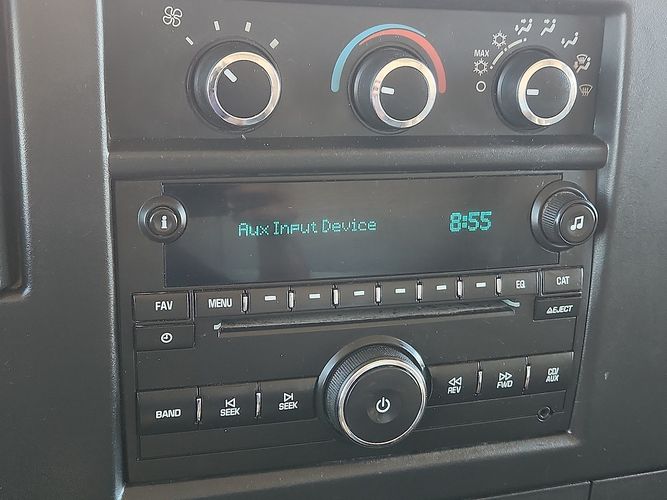 MAX
i
Aux Input Device 8:55
FAV MENU EQ CAT
EJECT
BAND SEEK SEEK REV FWD CD/
AUX